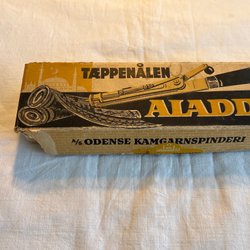 TÆPPENÅLEN
ALADD
A/S ODENSE KAMGARNSPINDERI